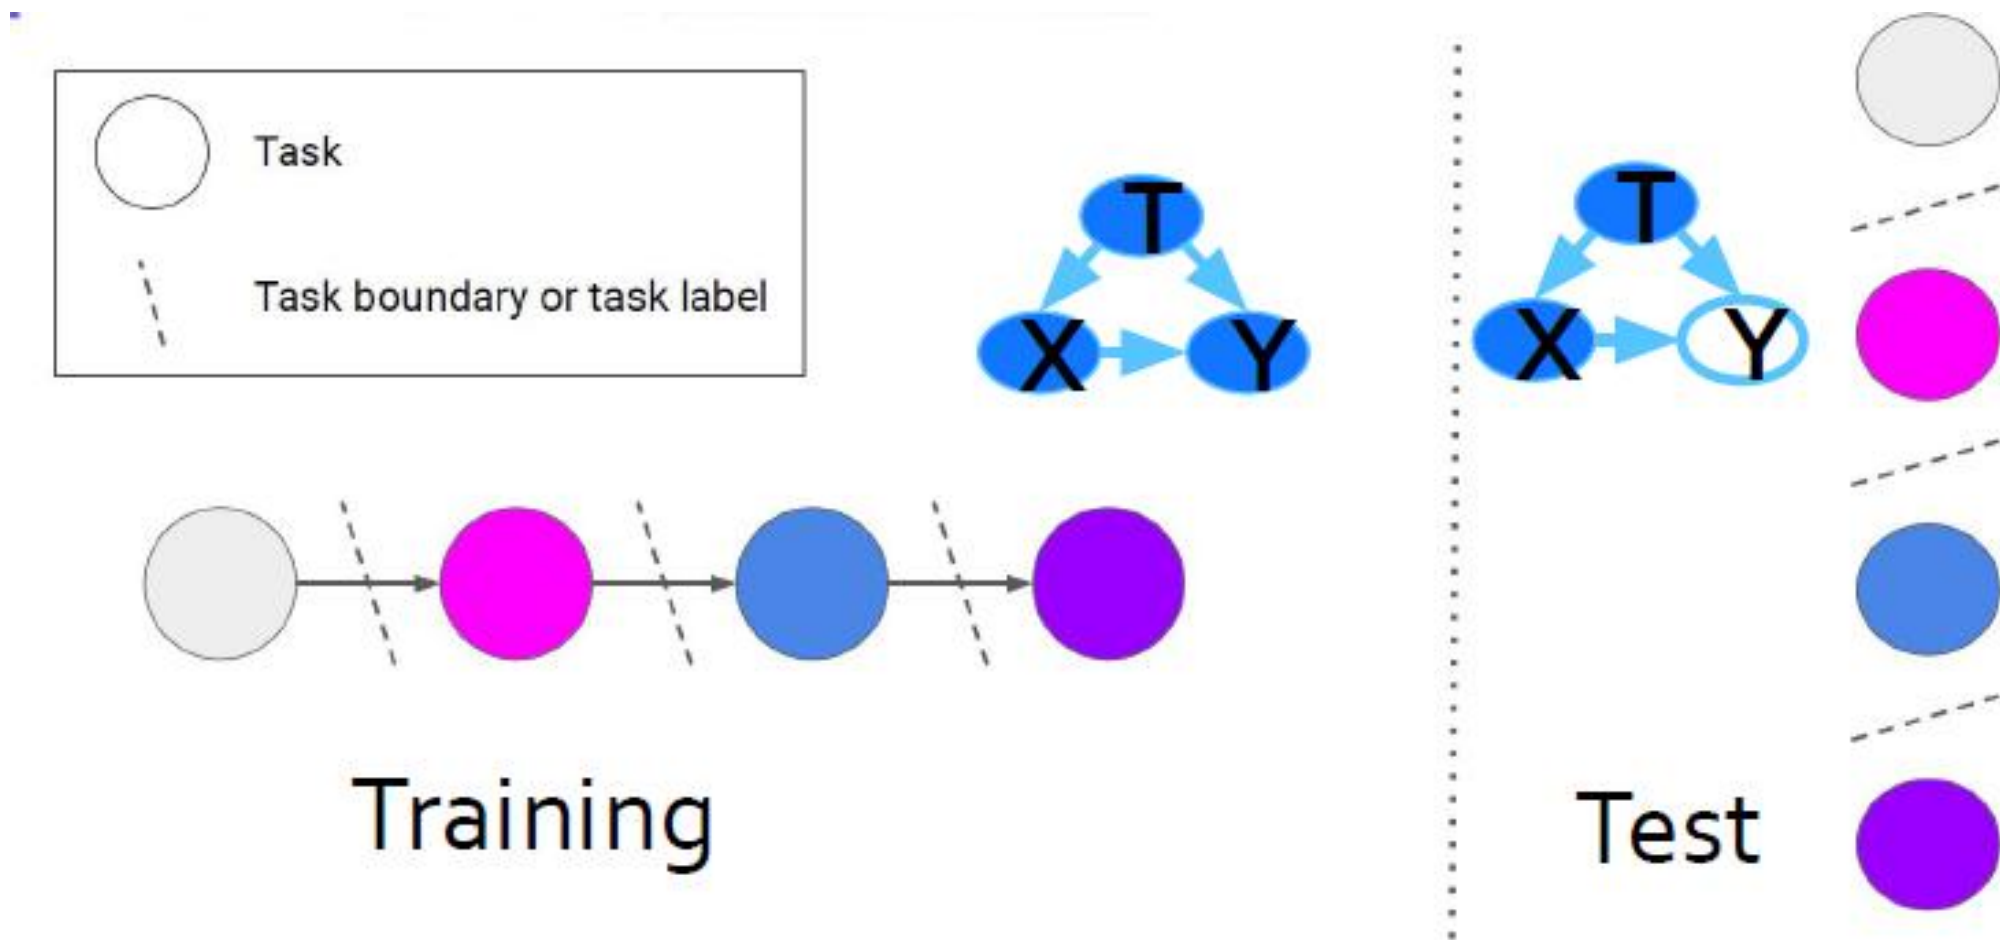 Task
Task boundary or task label
T
X
Y
T
X
Y
Training
Test